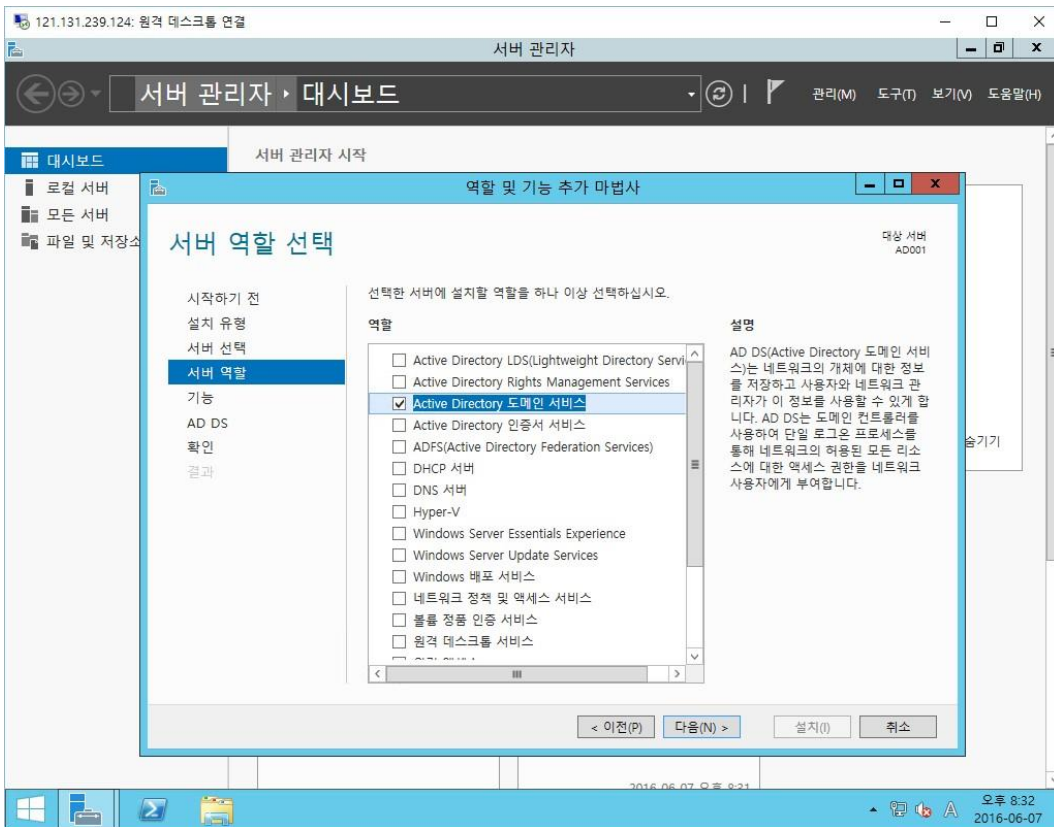 121.131.239.124: 원격 데스크톱 연결
서버 관리자
서버 관리자 ‣ 대시보드
관리(M) 도구(T) 보기(V) 도움말(H)
대시보드
로컬 서버
모든 서버
파일 및 저장소
서버 관리자 시작
숨기기
역할 및 기능 추가 마법사
서버 역할 선택
대상 서버
AD001
시작하기 전
설치 유형
서버 선택
서버 역할
기능
AD DS
확인
결과
선택한 서버에 설치할 역할을 하나 이상 선택하십시오.
역할
Active Directory LDS(Lightweight Directory Servi
Active Directory Rights Management Services
Active Directory 도메인 서비스
Active Directory 인증서 서비스
ADFS(Active Directory Federation Services)
DHCP 서버
DNS 서버
Hyper-V
Windows Server Essentials Experience
Windows Server Update Services
Windows 배포 서비스
네트워크 정책 및 액세스 서비스
볼륨 정품 인증 서비스
원격 데스크톱 서비스
설명
AD DS(Active Directory 도메인 서비
스)는 네트워크의 개체에 대한 정보
를 저장하고 사용자와 네트워크 관
리자가 이 정보를 사용할 수 있게 합
니다. AD DS는 도메인 컨트롤러를
사용하여 단일 로그온 프로세스를
통해 네트워크의 허용된 모든 리소
스에 대한 액세스 권한을 네트워크
사용자에게 부여합니다.
< 이전(P) 다음(N) > 설치(I) 취소
2016-06-07 오후 8:31
A
오후 8:32
2016-06-07